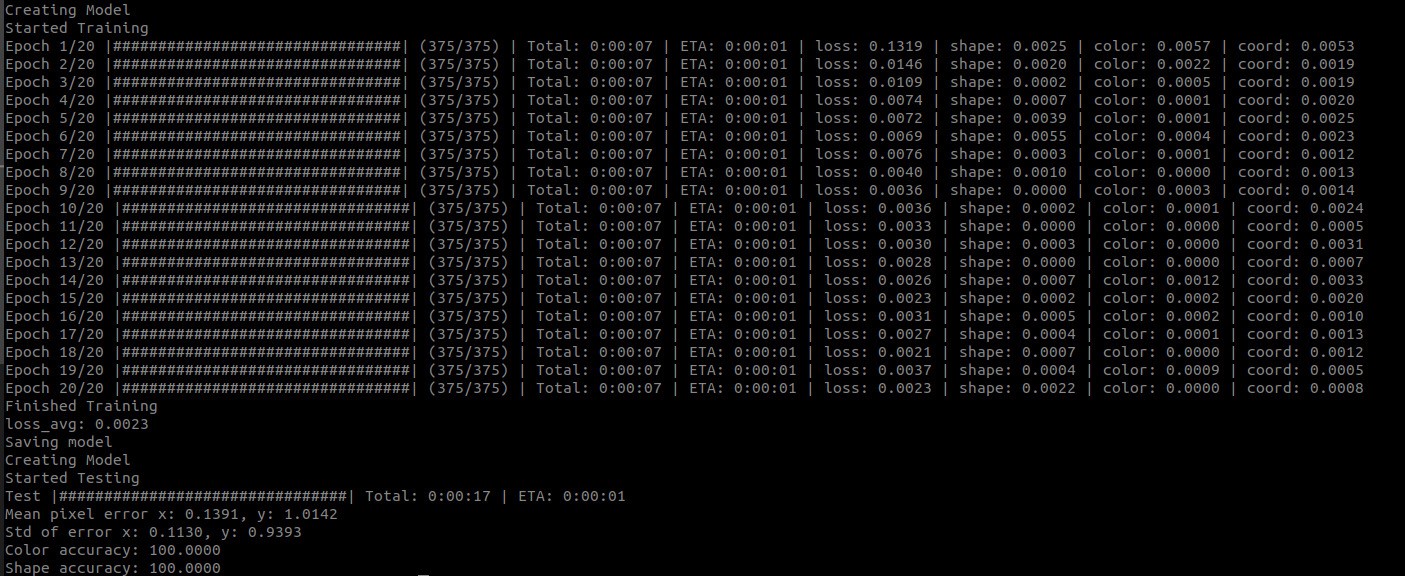 Creating Model
Started Training
Epoch 1/20 |################################| (375/375) | Total: 0:00:07 | ETA: 0:00:01 | loss: 0.1319 | shape: 0.0025 | color: 0.0057 | coord: 0.0053
Epoch 2/20 |################################| (375/375) | Total: 0:00:07 | ETA: 0:00:01 | loss: 0.0146 | shape: 0.0020 | color: 0.0022 | coord: 0.0019
Epoch 3/20 |################################| (375/375) | Total: 0:00:07 | ETA: 0:00:01 | loss: 0.0109 | shape: 0.0002 | color: 0.0005 | coord: 0.0019
Epoch 4/20 |################################| (375/375) | Total: 0:00:07 | ETA: 0:00:01 | loss: 0.0074 | shape: 0.0007 | color: 0.0001 | coord: 0.0020
Epoch 5/20 |################################| (375/375) | Total: 0:00:07 | ETA: 0:00:01 | loss: 0.0072 | shape: 0.0039 | color: 0.0001 | coord: 0.0025
Epoch 6/20 |################################| (375/375) | Total: 0:00:07 | ETA: 0:00:01 | loss: 0.0069 | shape: 0.0055 | color: 0.0004 | coord: 0.0023
Epoch 7/20 |################################| (375/375) | Total: 0:00:07 | ETA: 0:00:01 | loss: 0.0076 | shape: 0.0003 | color: 0.0001 | coord: 0.0012
Epoch 8/20 |################################| (375/375) | Total: 0:00:07 | ETA: 0:00:01 | loss: 0.0040 | shape: 0.0010 | color: 0.0000 | coord: 0.0013
Epoch 9/20 |################################| (375/375) | Total: 0:00:07 | ETA: 0:00:01 | loss: 0.0036 | shape: 0.0000 | color: 0.0003 | coord: 0.0014
Epoch 10/20 |################################| (375/375) | Total: 0:00:07 | ETA: 0:00:01 | loss: 0.0036 | shape: 0.0002 | color: 0.0001 | coord: 0.0024
Epoch 11/20 |################################| (375/375) | Total: 0:00:07 | ETA: 0:00:01 | loss: 0.0033 | shape: 0.0000 | color: 0.0000 | coord: 0.0005
Epoch 12/20 |################################| (375/375) | Total: 0:00:07 | ETA: 0:00:01 | loss: 0.0030 | shape: 0.0003 | color: 0.0000 | coord: 0.0031
Epoch 13/20 |################################| (375/375) | Total: 0:00:07 | ETA: 0:00:01 | loss: 0.0028 | shape: 0.0000 | color: 0.0000 | coord: 0.0007
Epoch 14/20 |################################| (375/375) | Total: 0:00:07 | ETA: 0:00:01 | loss: 0.0026 | shape: 0.0007 | color: 0.0012 | coord: 0.0033
Epoch 15/20 |################################| (375/375) | Total: 0:00:07 | ETA: 0:00:01 | loss: 0.0023 | shape: 0.0002 | color: 0.0002 | coord: 0.0020
Epoch 16/20 |################################| (375/375) | Total: 0:00:07 | ETA: 0:00:01 | loss: 0.0031 | shape: 0.0005 | color: 0.0002 | coord: 0.0010
Epoch 17/20 |################################| (375/375) | Total: 0:00:07 | ETA: 0:00:01 | loss: 0.0027 | shape: 0.0004 | color: 0.0001 | coord: 0.0013
Epoch 18/20 |################################| (375/375) | Total: 0:00:07 | ETA: 0:00:01 | loss: 0.0021 | shape: 0.0007 | color: 0.0000 | coord: 0.0012
Epoch 19/20 |################################| (375/375) | Total: 0:00:07 | ETA: 0:00:01 | loss: 0.0037 | shape: 0.0004 | color: 0.0009 | coord: 0.0005
Epoch 20/20 |################################| (375/375) | Total: 0:00:07 | ETA: 0:00:01 | loss: 0.0023 | shape: 0.0022 | color: 0.0000 | coord: 0.0008
Finished Training
loss_avg: 0.0023
Saving model
Creating Model
Started Testing
Test |################################| Total: 0:00:17 | ETA: 0:00:01
Mean pixel error x: 0.1391, y: 1.0142
Std of error x: 0.1130, y: 0.9393
Color accuracy: 100.0000
Shape accuracy: 100.0000